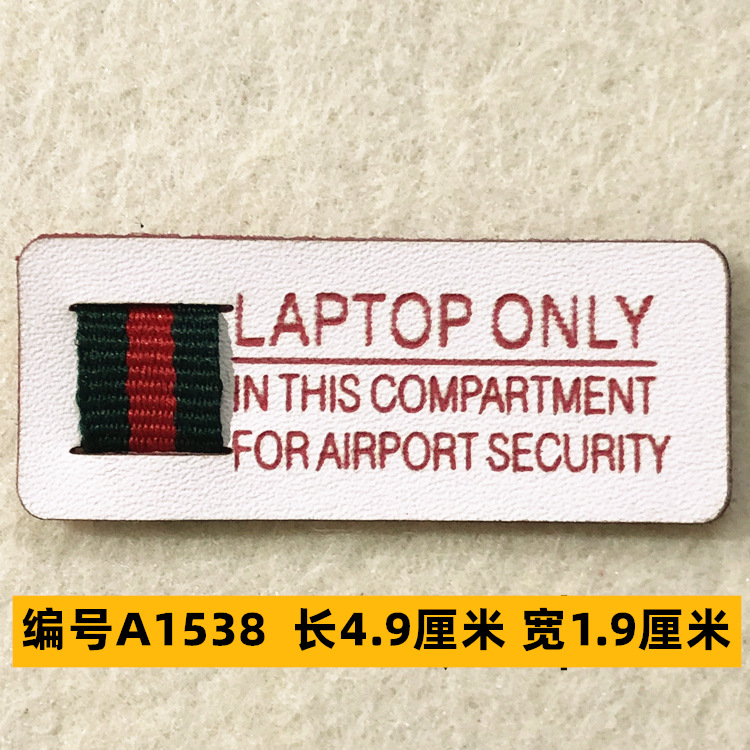 LAPTOP ONLY
IN THIS COMPARTMENT
FOR AIRPORT SECURITY
编号A1538 长4.9厘米 宽1.9厘米